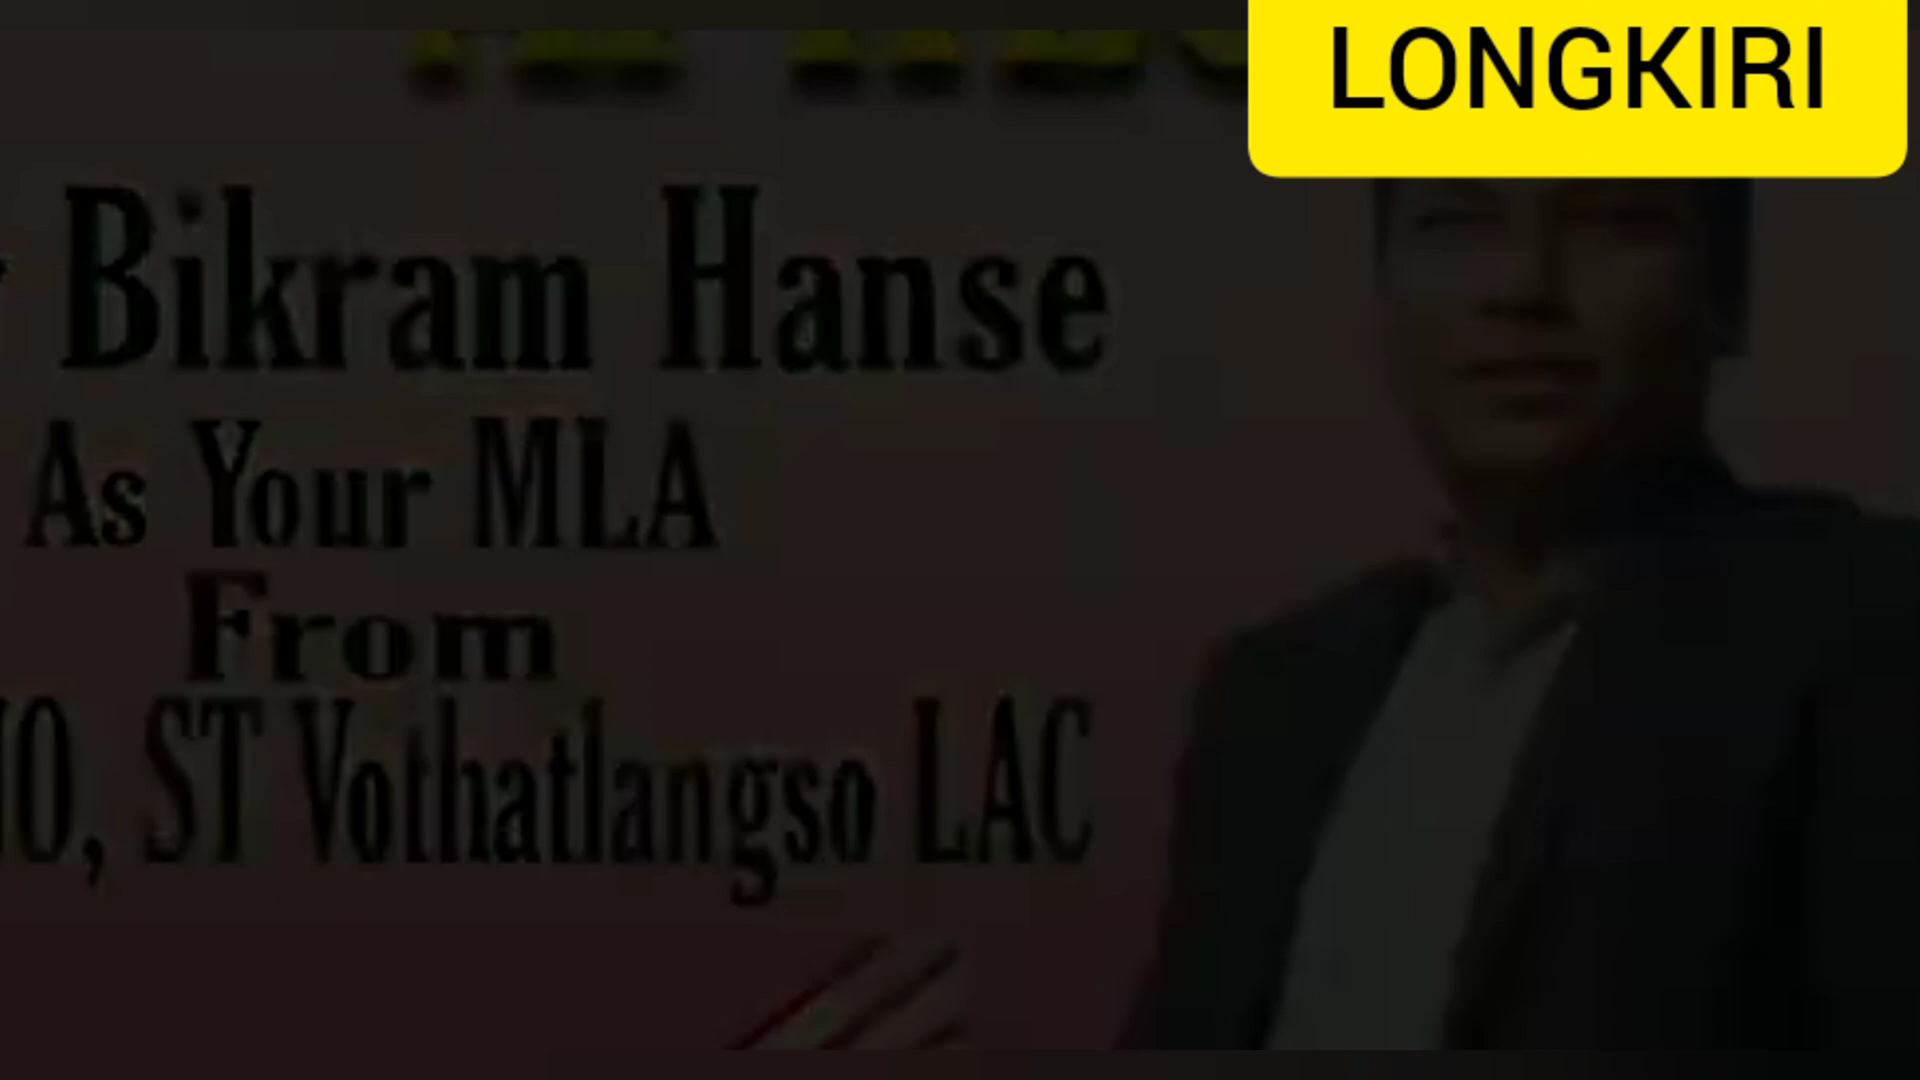 LONGKIRI
Bikram Hanse
As Your MLA
From
O, ST Vothatlangso LAC